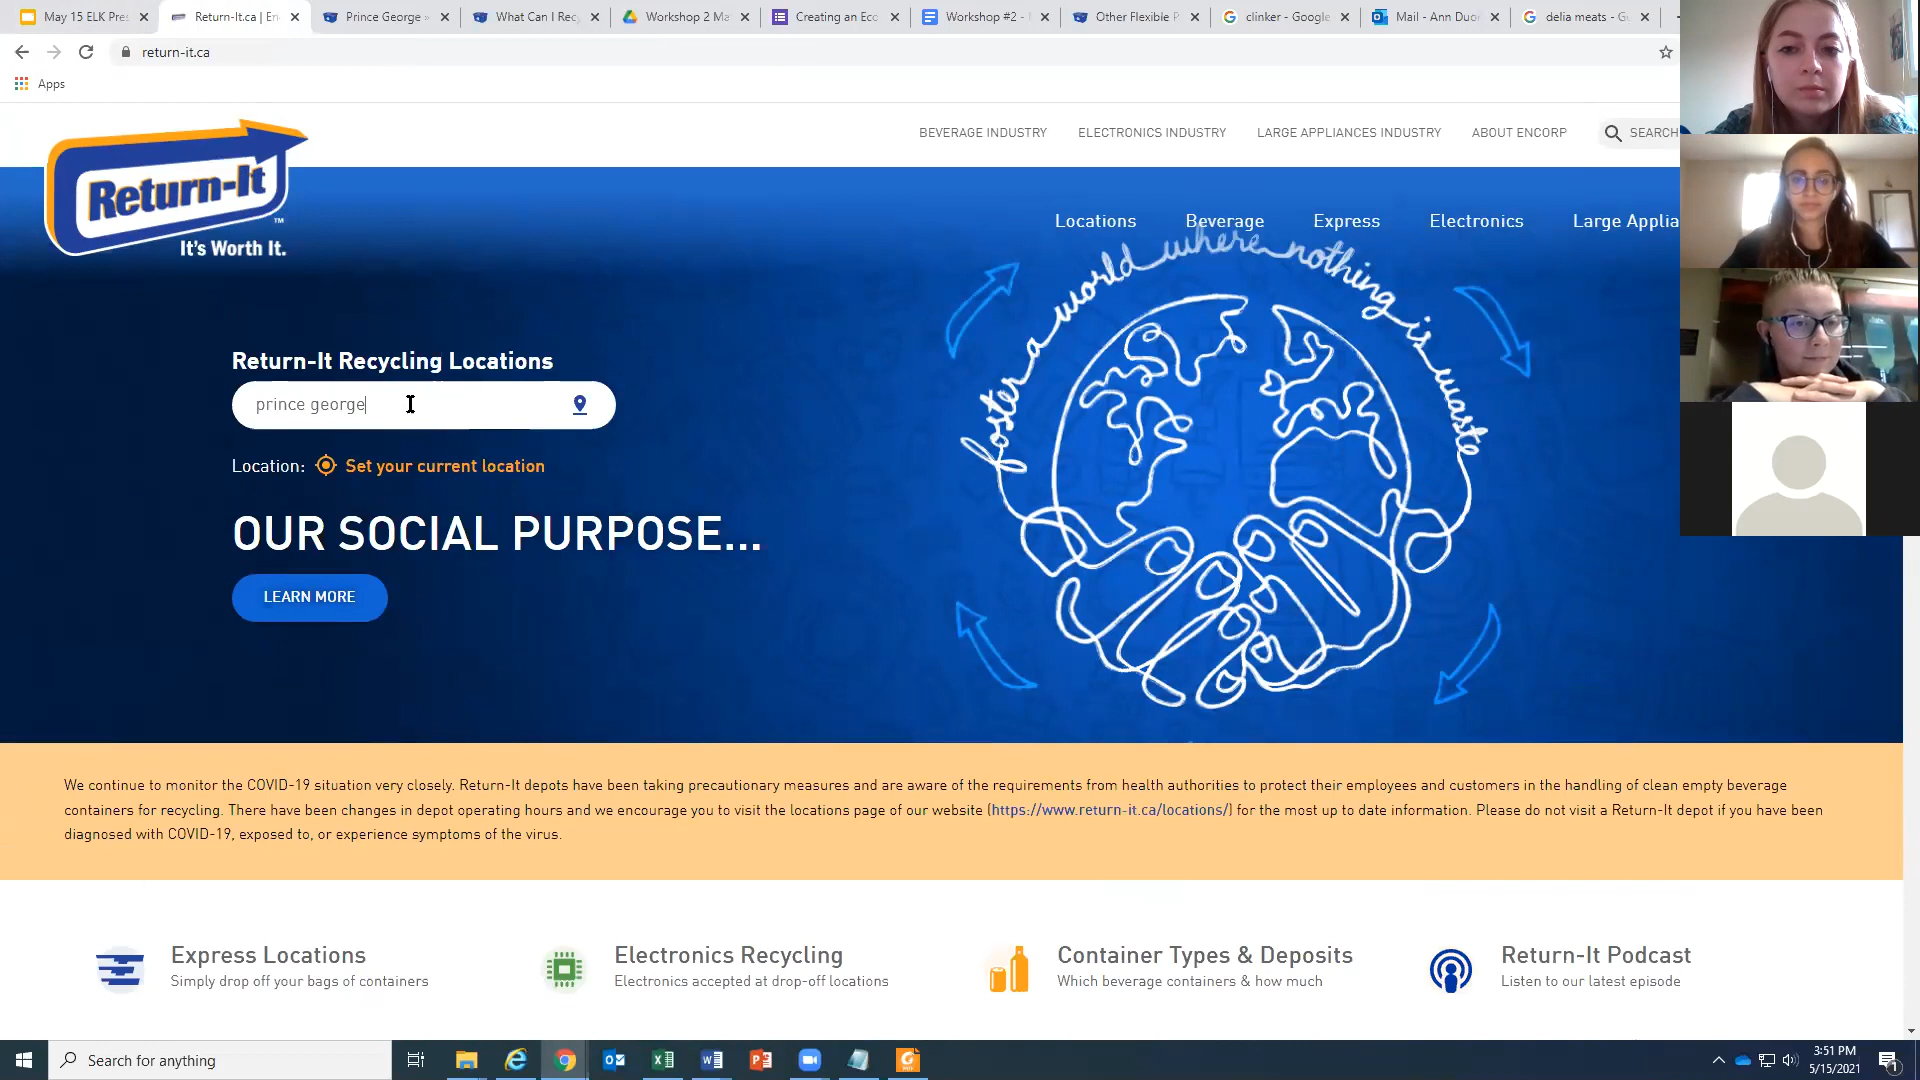 May 15 ELK Pres
Return-It.ca | En
Prince George »
What Can I Recy
Workshop 2 Ma
Creating an Eco
Workshop #2 -
Other Flexible P
clinker - Google
Mail - Ann Duo
delia meats - G
return-it.ca
Apps
BEVERAGE INDUSTRY
ELECTRONICS INDUSTRY
LARGE APPLIANCES INDUSTRY
ABOUT ENCORP
SEARCH
Return-It
TM
It's Worth It.
Locations
Beverage
Express
Electronics
Large Applia
foster a world where nothing is waste
Return-It Recycling Locations
prince george
Location:
Set your current location
OUR SOCIAL PURPOSE...
LEARN MORE
We continue to monitor the COVID-19 situation very closely. Return-It depots have been taking precautionary measures and are aware of the requirements from health authorities to protect their employees and customers in the handling of clean empty beverage
containers for recycling. There have been changes in depot operating hours and we encourage you to visit the locations page of our website (https://www.return-it.ca/locations/) for the most up to date information. Please do not visit a Return-It depot if you have been
diagnosed with COVID-19, exposed to, or experience symptoms of the virus.
Express Locations
Simply drop off your bags of containers
Electronics Recycling
Electronics accepted at drop-off locations
Container Types & Deposits
Which beverage containers & how much
Return-It Podcast
Listen to our latest episode
Search for anything
3:51 PM
5/15/2021
1